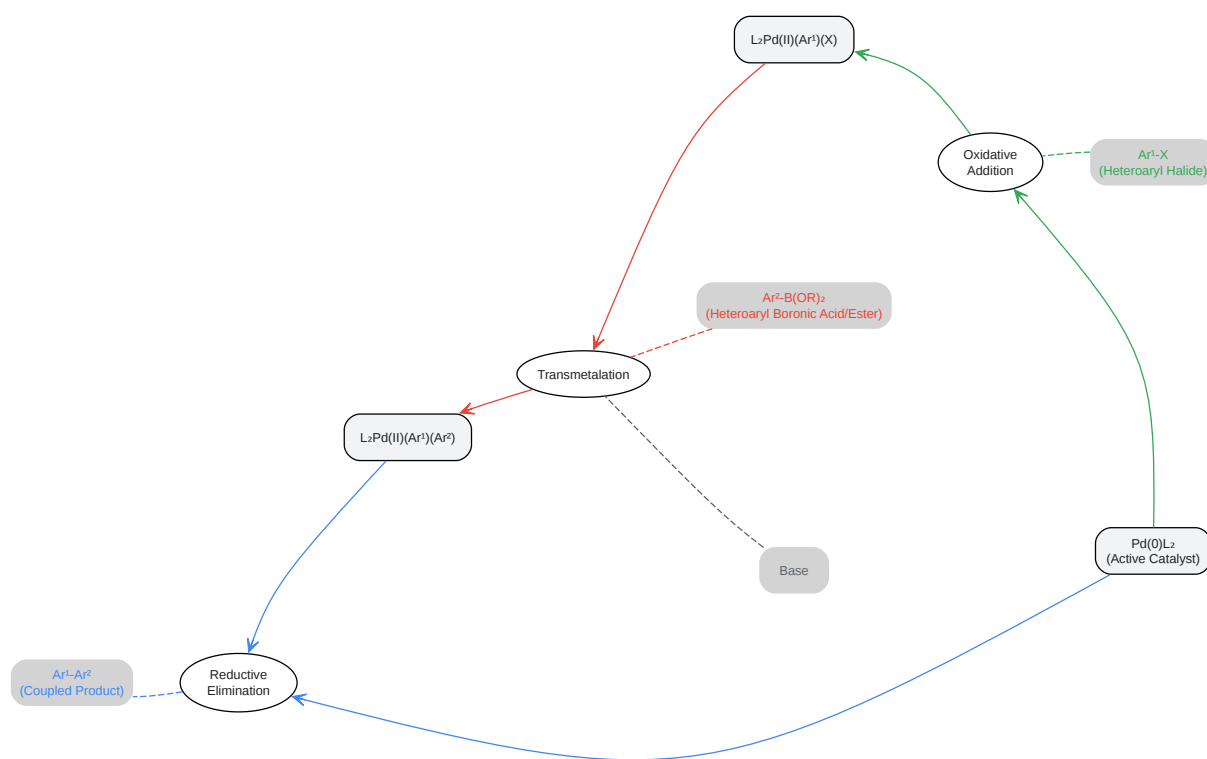 L₂Pd(II)(Ar¹)(X)
Oxidative
Addition
Ar¹-X
(Heteroaryl Halide)
Ar²-B(OR)₂
(Heteroaryl Boronic Acid/Ester)
Transmetalation
L₂Pd(II)(Ar¹)(Ar²)
Pd(0)L₂
(Active Catalyst)
Base
Reductive
Elimination
Ar¹-Ar²
(Coupled Product)